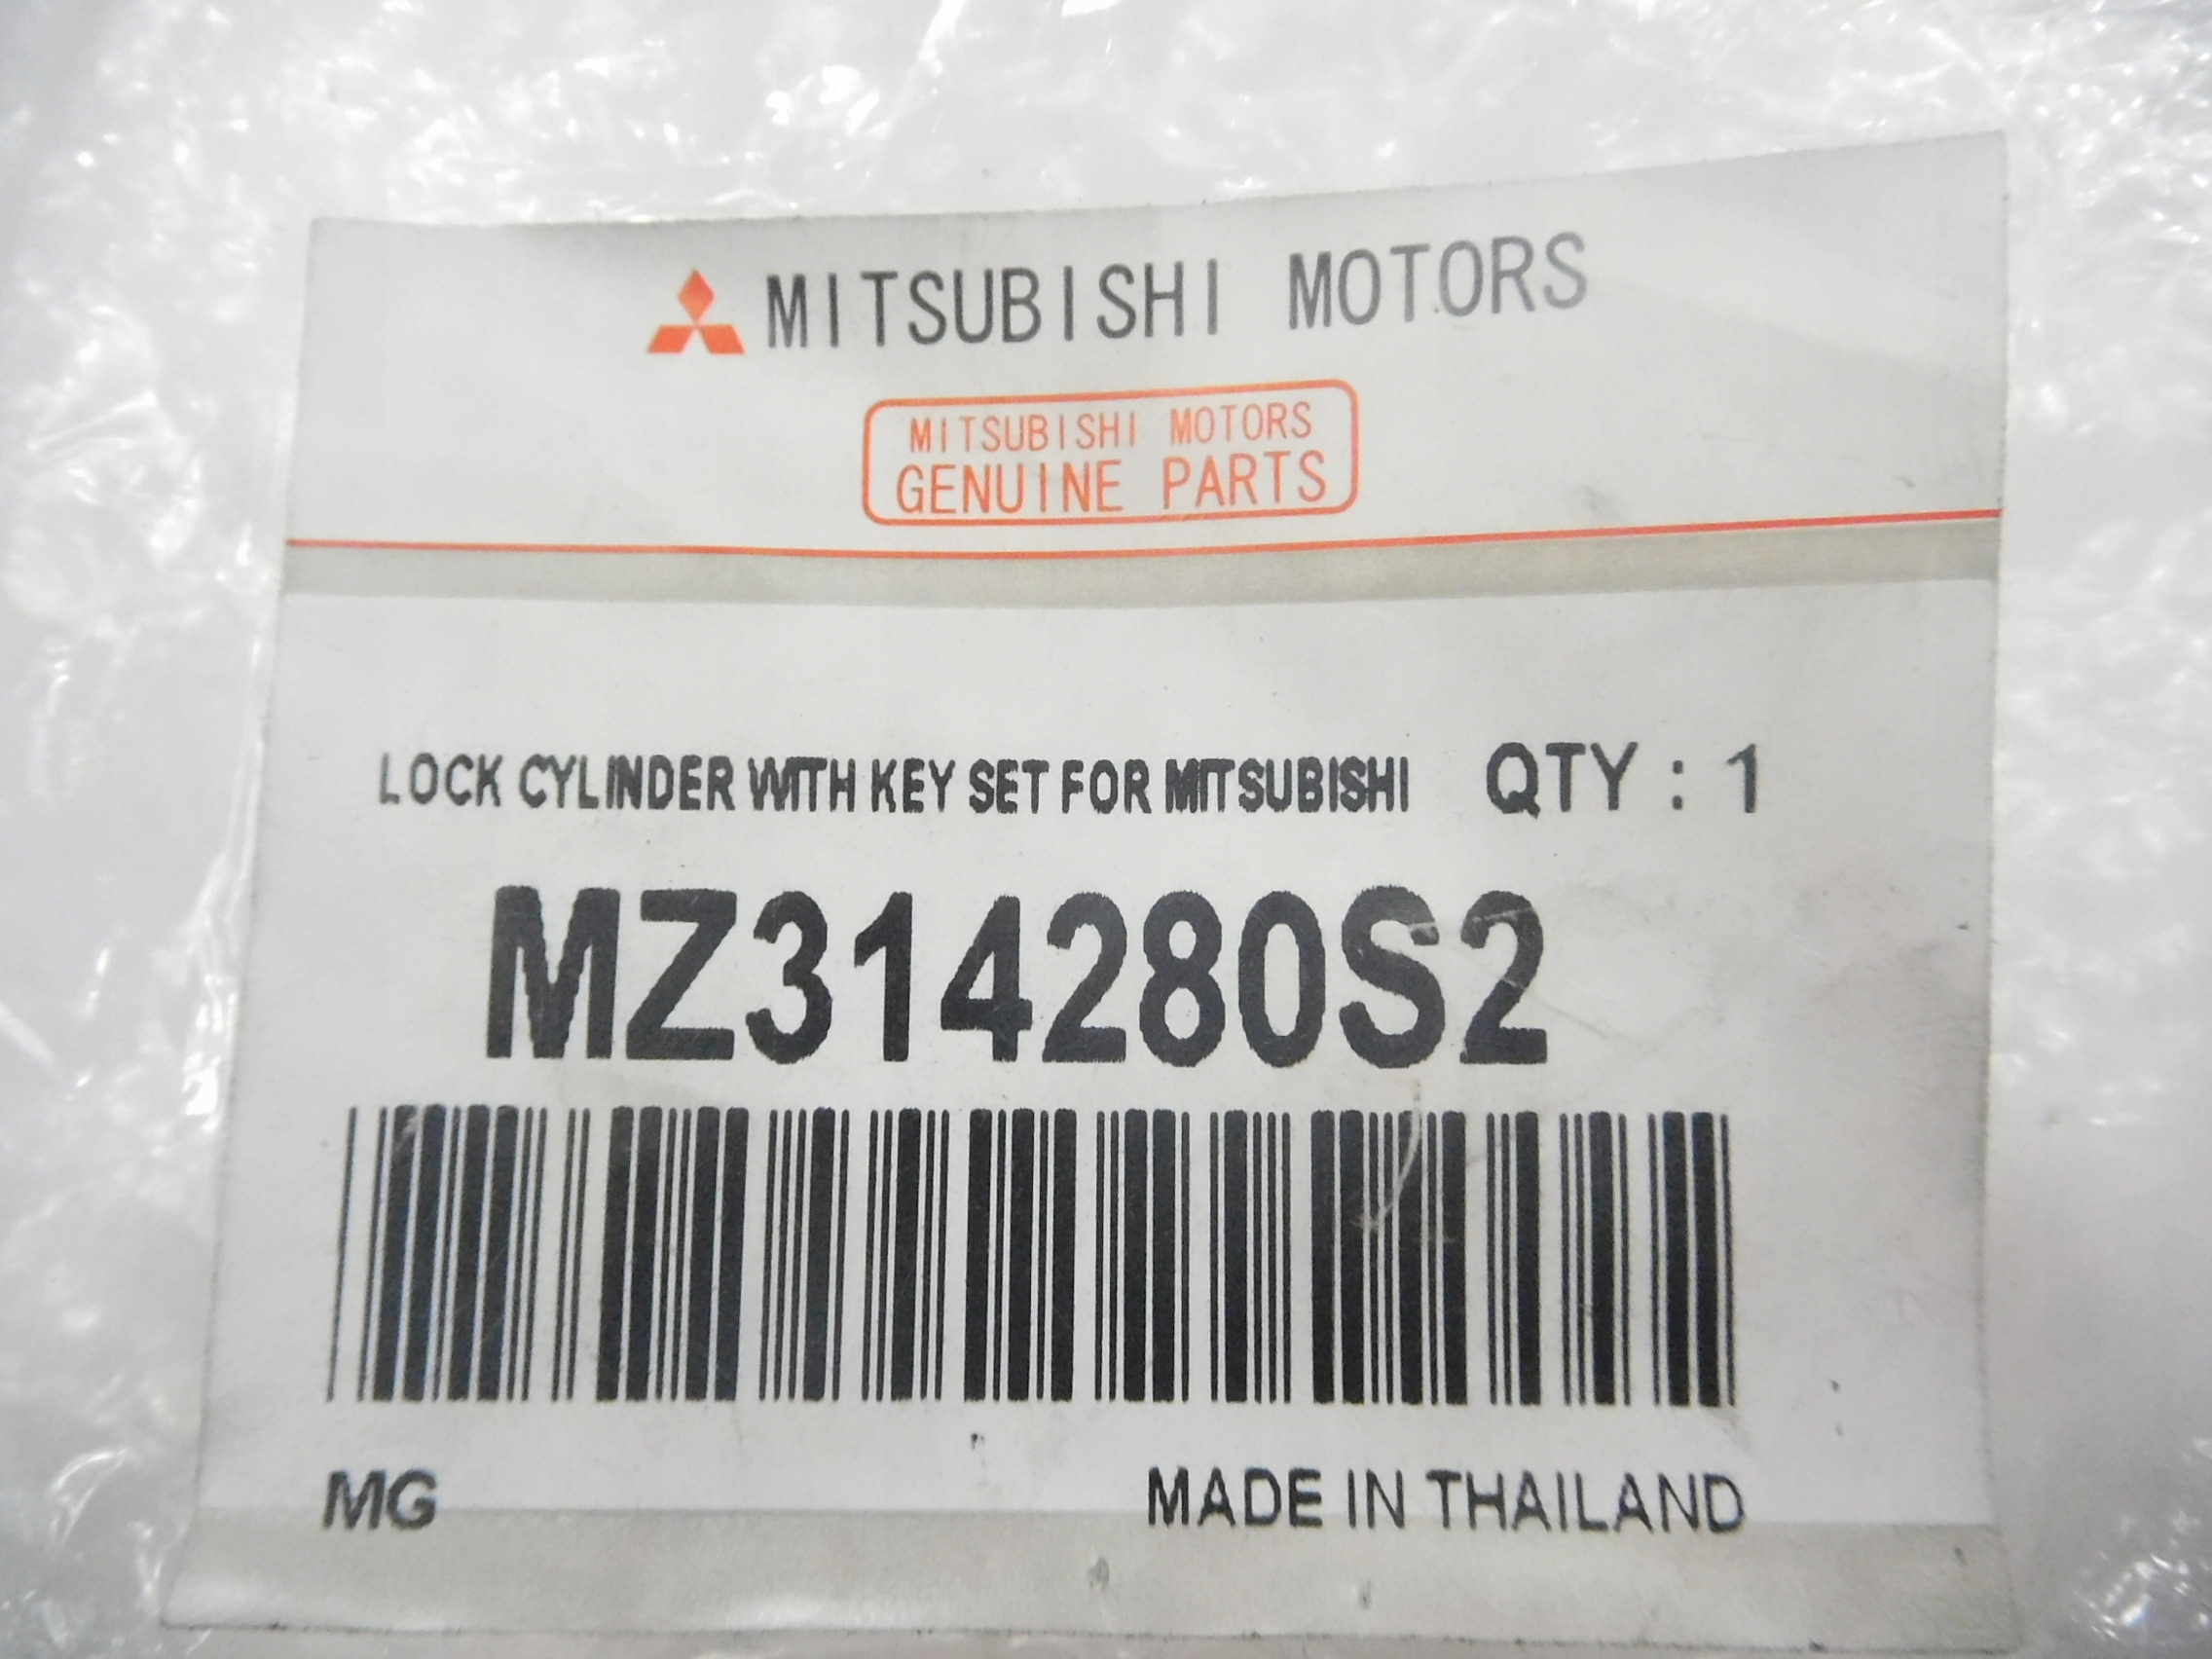 MITSUBISHI MOTORS
MITSUBISHI MOTORS
GENUINE PARTS
LOCK CYLINDER WITH KEY SET FOR MITSUBISHI QTY : 1
MZ314280S2
MG MADE IN THAILAND